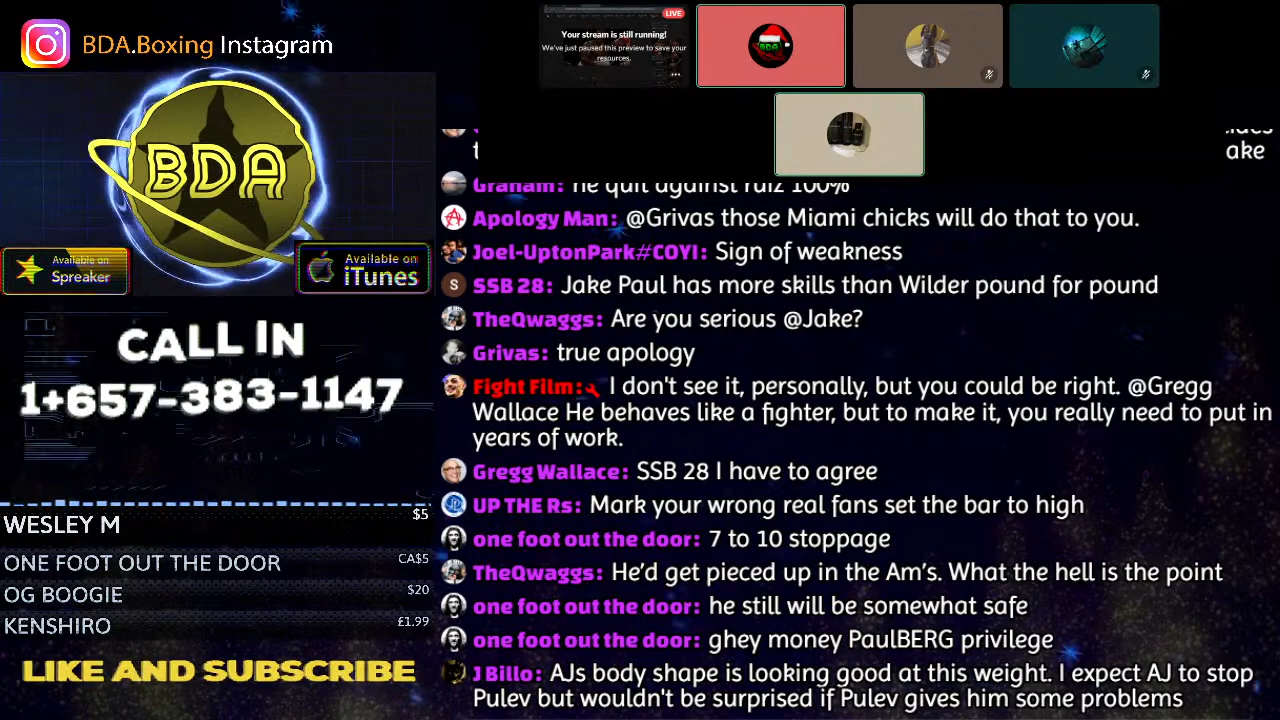 BDA.Boxing Instagram
LIVE
Your stream is still running!
We've just paused this preview to save your
resources.
BDA
BDA
Available on
Spreaker
Available on
iTunes
CALL IN
1+657-383-1147
WESLEY M $5
ONE FOOT OUT THE DOOR CA$5
OG BOOGIE $20
KENSHIRO £1.99
LIKE AND SUBSCRIBE
ake
Graham: he quit against ruiz 100%
Apology Man: @Grivas those Miami chicks will do that to you.
Joel-UptonPark#COYI: Sign of weakness
S SSB 28: Jake Paul has more skills than Wilder pound for pound
TheQwaggs: Are you serious @Jake?
Grivas: true apology
Fight Film: I don't see it, personally, but you could be right. @Gregg
Wallace He behaves like a fighter, but to make it, you really need to put in
years of work.
Gregg Wallace: SSB 28 I have to agree
UP THE Rs: Mark your wrong real fans set the bar to high
one foot out the door: 7 to 10 stoppage
TheQwaggs: He’d get pieced up in the Am’s. What the hell is the point
one foot out the door: he still will be somewhat safe
one foot out the door: ghey money PaulBERG privilege
J Billo: AJs body shape is looking good at this weight. I expect AJ to stop
Pulev but wouldn't be surprised if Pulev gives him some problems